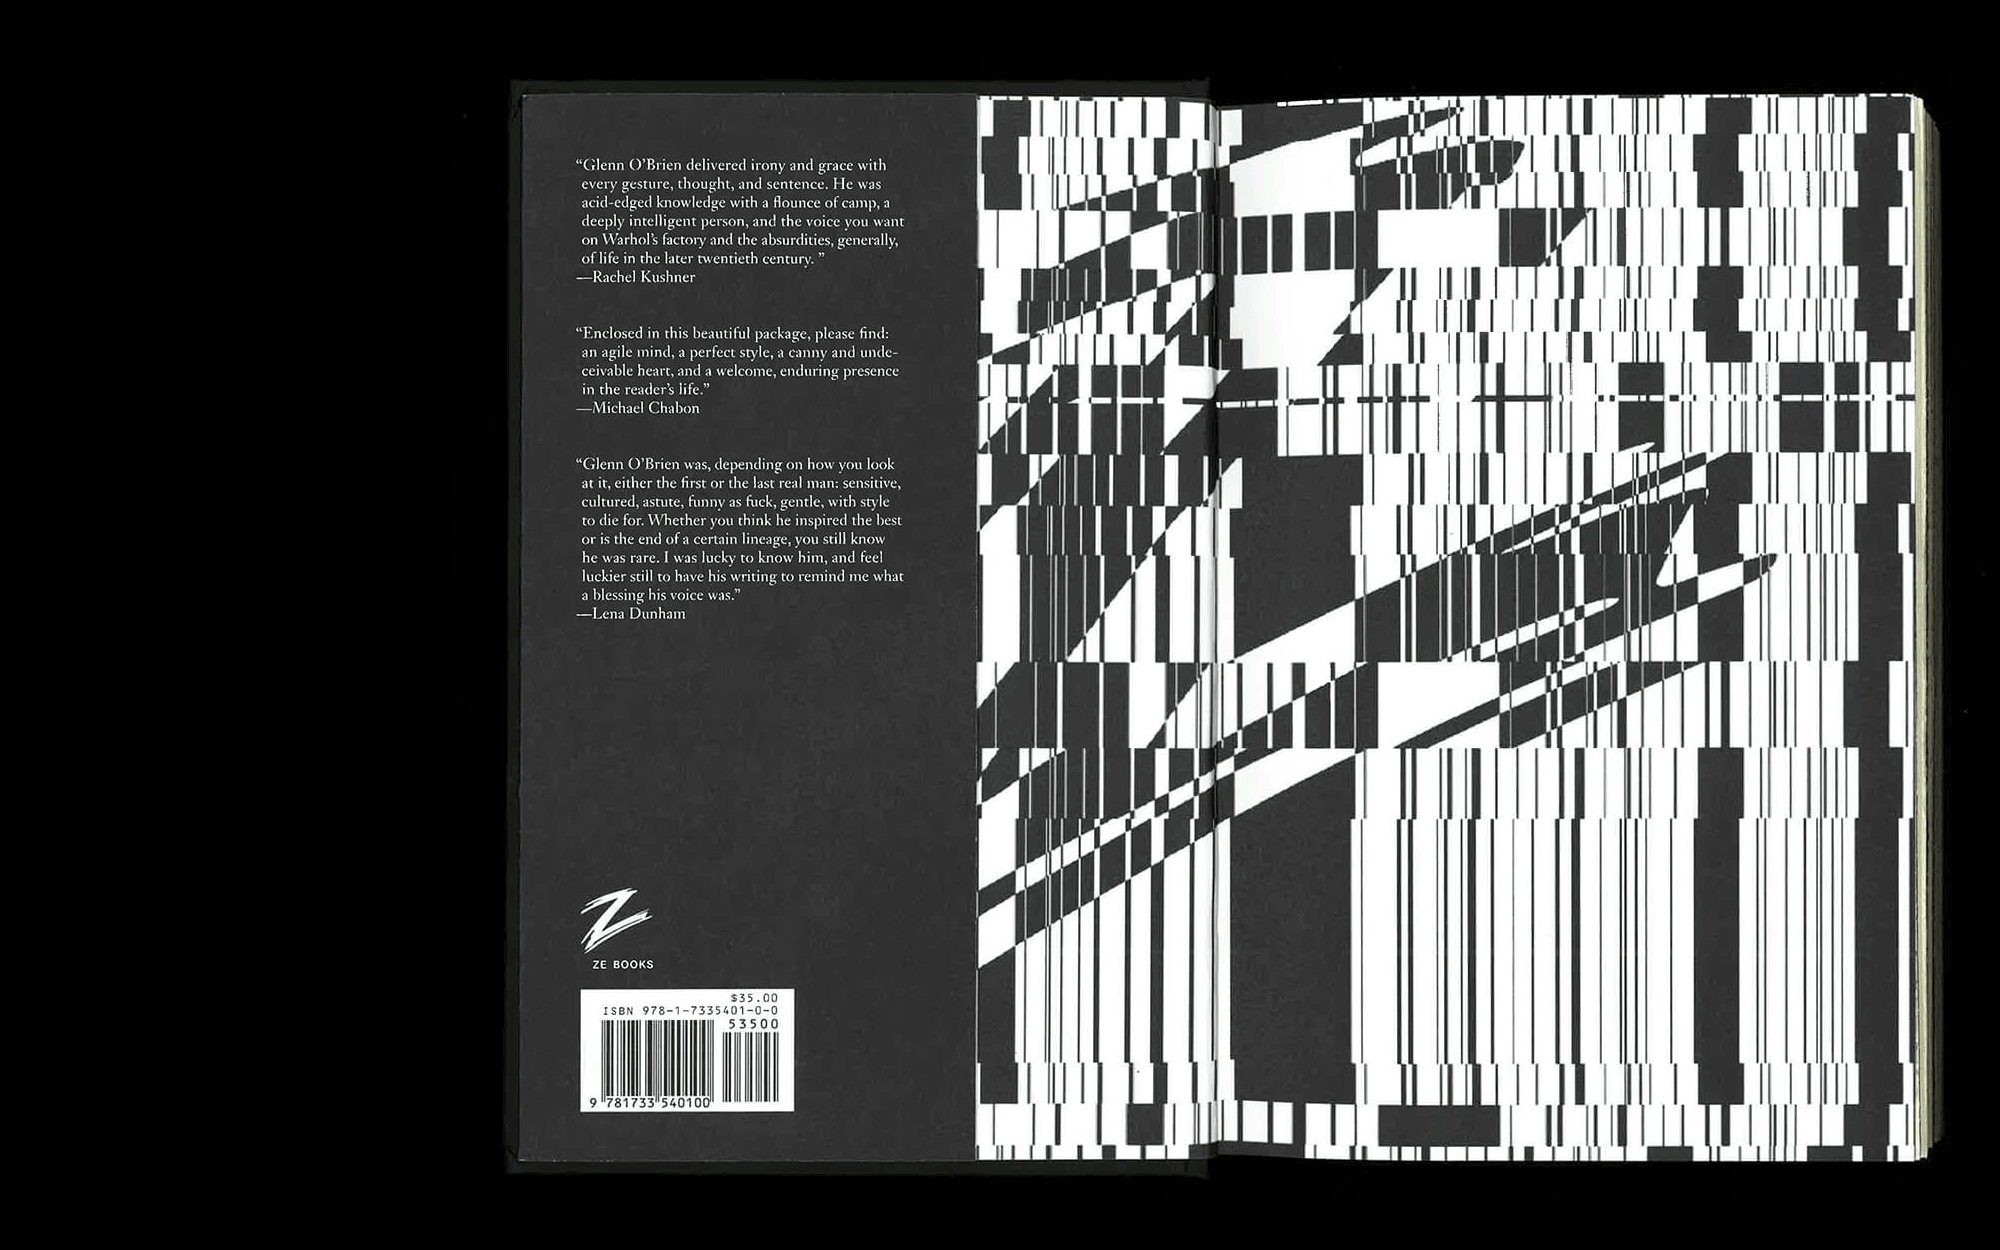 “Glenn O’Brien delivered irony and grace with
every gesture, thought, and sentence. He was
acid-edged knowledge with a flounce of camp, a
deeply intelligent person, and the voice you want
on Warhol’s factory and the absurdities, generally,
of life in the later twentieth century. ”
—Rachel Kushner
“Enclosed in this beautiful package, please find:
an agile mind, a perfect style, a canny and unde-
ceivable heart, and a welcome, enduring presence
in the reader’s life.”
—Michael Chabon
“Glenn O’Brien was, depending on how you look
at it, either the first or the last real man: sensitive,
cultured, astute, funny as fuck, gentle, with style
to die for. Whether you think he inspired the best
or is the end of a certain lineage, you still know
he was rare. I was lucky to know him, and feel
luckier still to have his writing to remind me what
a blessing his voice was.”
—Lena Dunham
Z
ZE BOOKS
$35.00
ISBN 978-1-7335401-0-0
53500
9 781733 540100